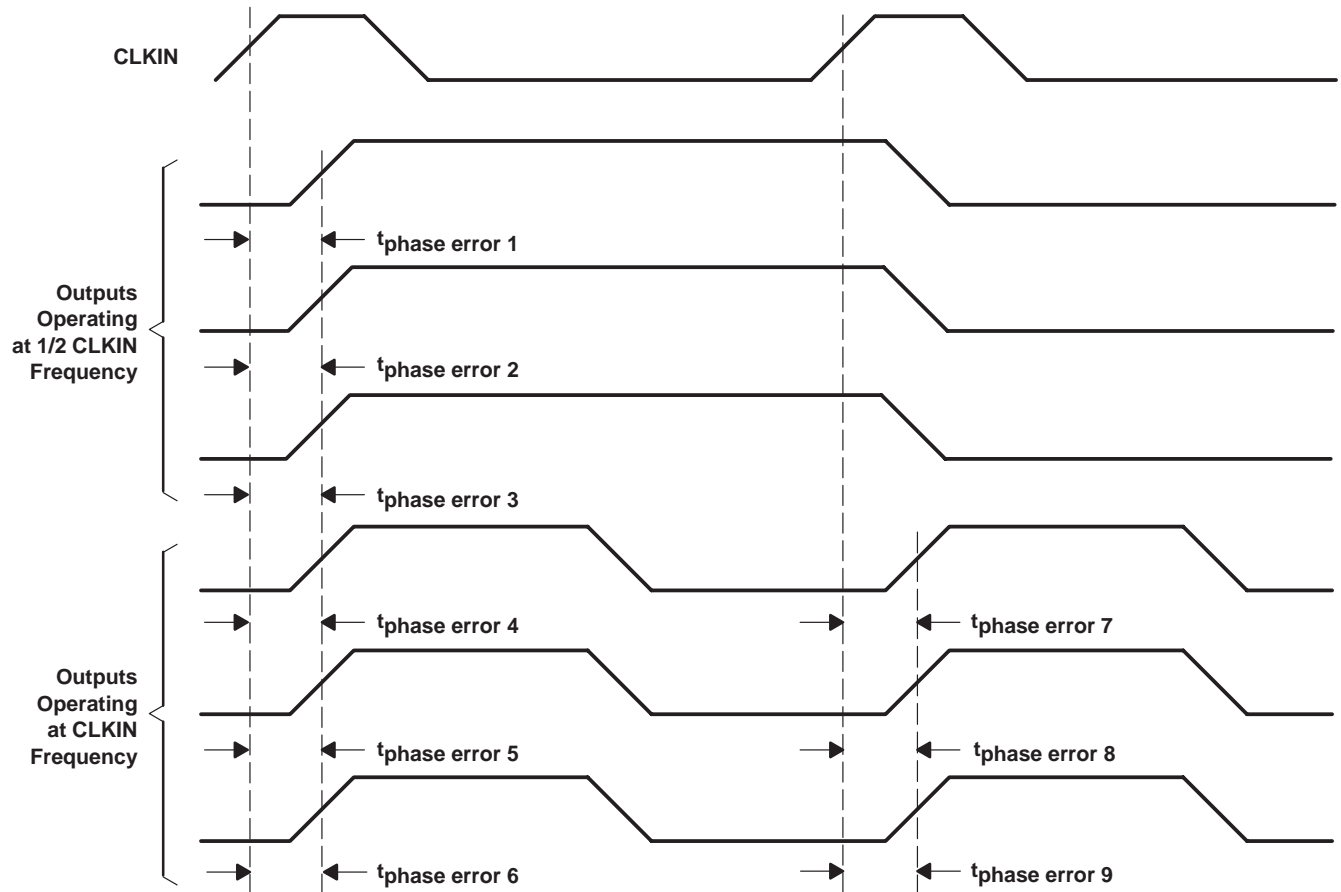 CLKIN
tphase error 1
Outputs
Operating
at 1/2 CLKIN
Frequency
tphase error 2
tphase error 3
tphase error 4
tphase error 7
Outputs
Operating
at CLKIN
Frequency
tphase error 5
tphase error 8
tphase error 6
tphase error 9